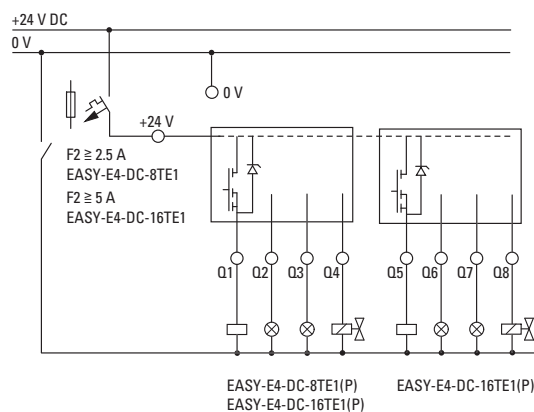 +24 V DC
0 V
0 V
+24 V
F2 ≧ 2.5 A
EASY-E4-DC-8TE1
F2 ≧ 5 A
EASY-E4-DC-16TE1
Q1 Q2 Q3 Q4 Q5 Q6 Q7 Q8
EASY-E4-DC-8TE1(P) EASY-E4-DC-16TE1(P)
EASY-E4-DC-16TE1(P)